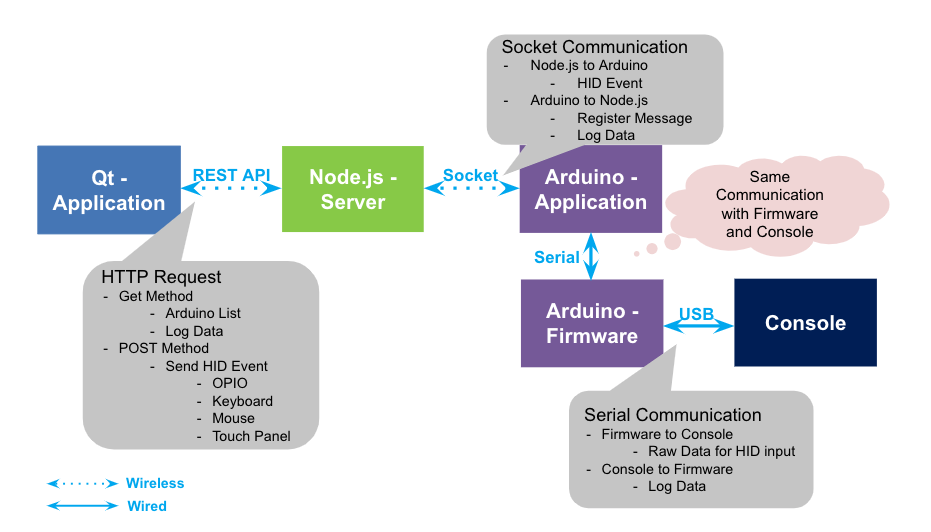 Socket Communication
- Node.js to Arduino
- HID Event
- Arduino to Node.js
- Register Message
- Log Data
Qt -
Application
REST API
Node.js -
Server
Socket
Arduino -
Application
Same
Communication
with Firmware
and Console
Serial
HTTP Request
- Get Method
- Arduino List
- Log Data
- POST Method
- Send HID Event
- OPIO
- Keyboard
- Mouse
- Touch Panel
Arduino -
Firmware
USB
Console
Serial Communication
- Firmware to Console
- Raw Data for HID input
- Console to Firmware
- Log Data
Wireless
Wired